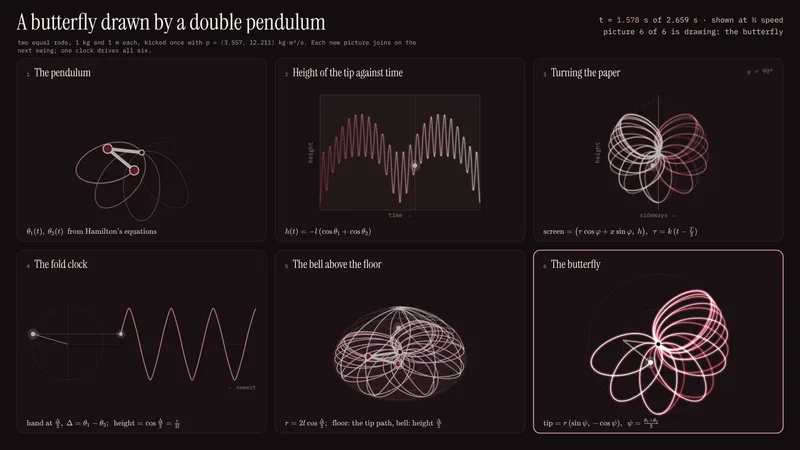 A butterfly drawn by a double pendulum
two equal rods, 1 kg and 1 m each, kicked once with p = (3.557, 12.211) kg·m²/s. Each new picture joins on the
next swing; one clock drives all six.
t = 1.578 s of 2.659 s · shown at ¼ speed
picture 6 of 6 is drawing: the butterfly
1 The pendulum
θ₁(t), θ₂(t) from Hamilton's equations
2 Height of the tip against time
height
time →
h(t) = −l (cos θ₁ + cos θ₂)
3 Turning the paper
φ = 90°
height
sideways →
screen = (τ cos φ + x sin φ, h), τ = k (t − T/2)
4 The fold clock
← newest
hand at Δ/2, Δ = θ₁ − θ₂; height = cos Δ/2 = r/2l
5 The bell above the floor
r = 2l cos Δ/2; floor: the tip path, bell: height Δ/2
6 The butterfly
tip = r (sin ψ, − cos ψ), ψ = θ₁+θ₂/2